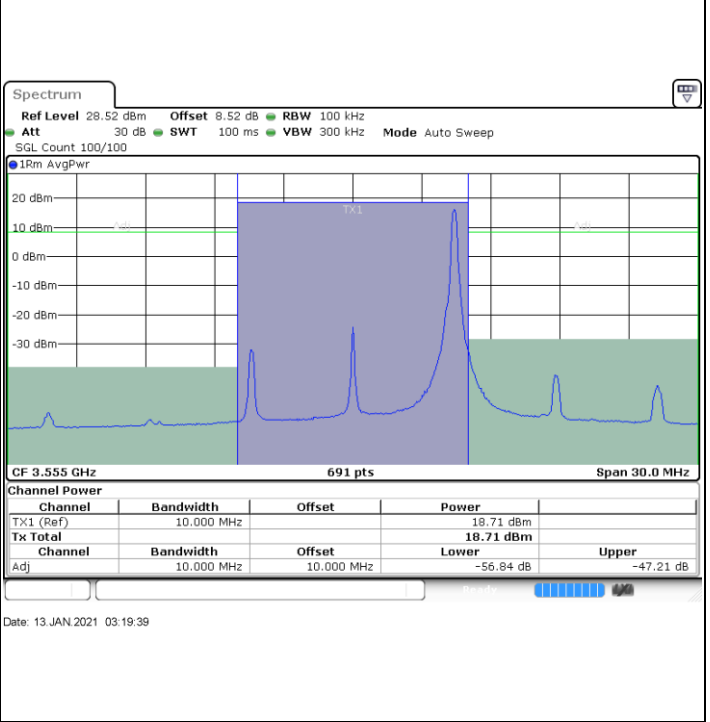 Spectrum
Ref Level 28.52 dBm Offset 8.52 dB RBW 100 kHz
Att 30 dB SWT 100 ms VBW 300 kHz Mode Auto Sweep
SGL Count 100/100
1Rm AvgPwr
TX1
20 dBm
Adj Adj
10 dBm
0 dBm
-10 dBm
-20 dBm
-30 dBm
CF 3.555 GHz 691 pts Span 30.0 MHz
Channel Power
Channel Bandwidth Offset Power
TX1 (Ref) 10.000 MHz 18.71 dBm
Tx Total 18.71 dBm
Channel Bandwidth Offset Lower Upper
Adj 10.000 MHz 10.000 MHz -56.84 dB -47.21 dB
Ready
Date: 13.JAN.2021 03:19:39